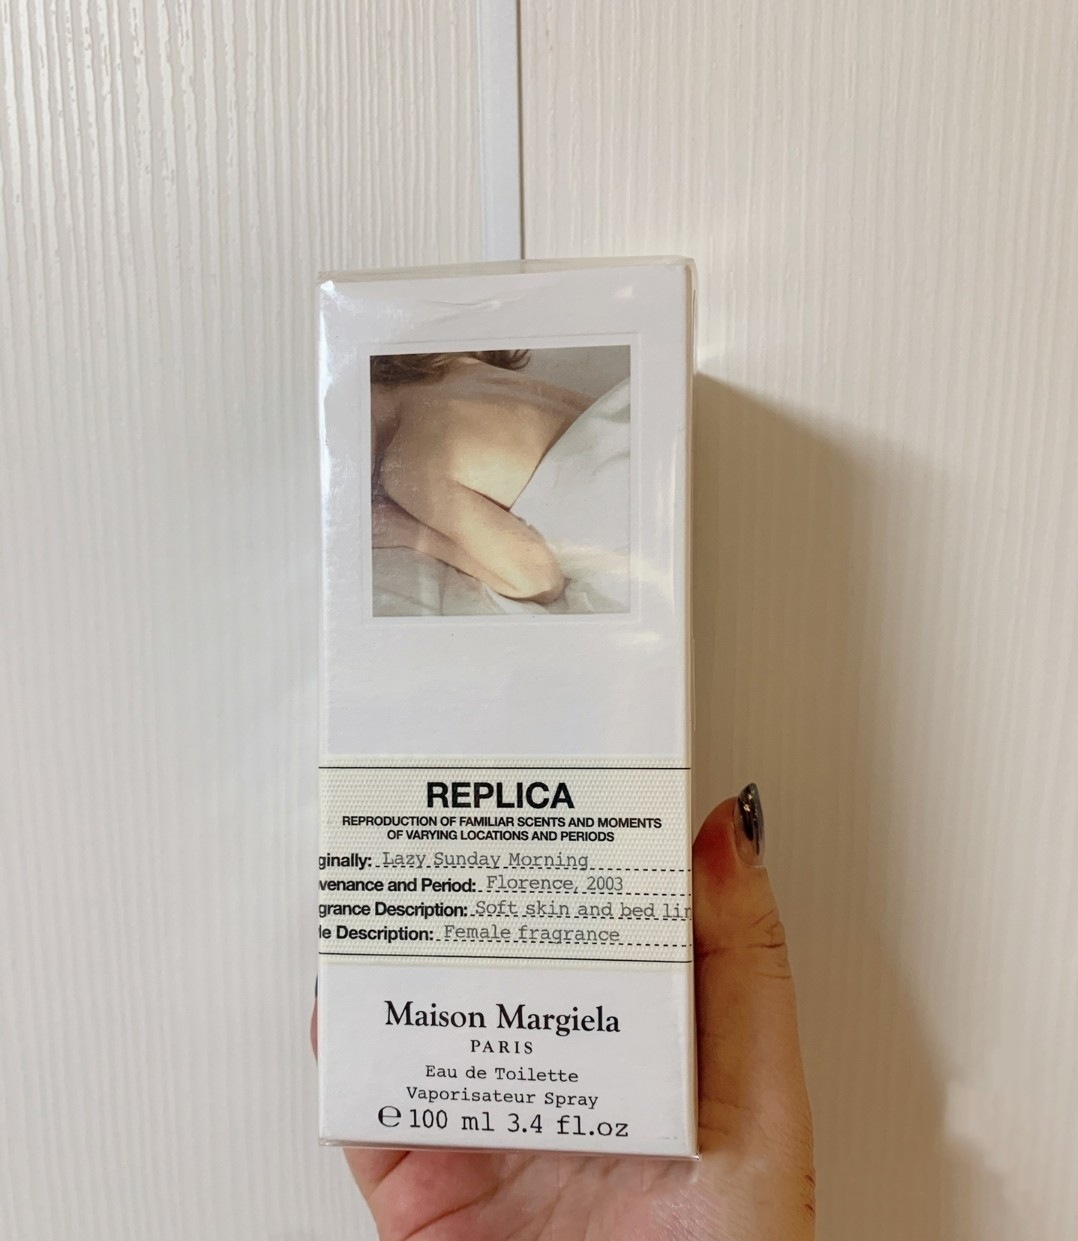 REPLICA
REPRODUCTION OF FAMILIAR SCENTS AND MOMENTS
OF VARYING LOCATIONS AND PERIODS
ginally: Lazy Sunday Morning
venance and Period: Florence, 2003
grance Description: Soft skin and bed lin
le Description: Female fragrance
Maison Margiela
PARIS
Eau de Toilette
Vaporisateur Spray
℮ 100 ml 3.4 fl.oz